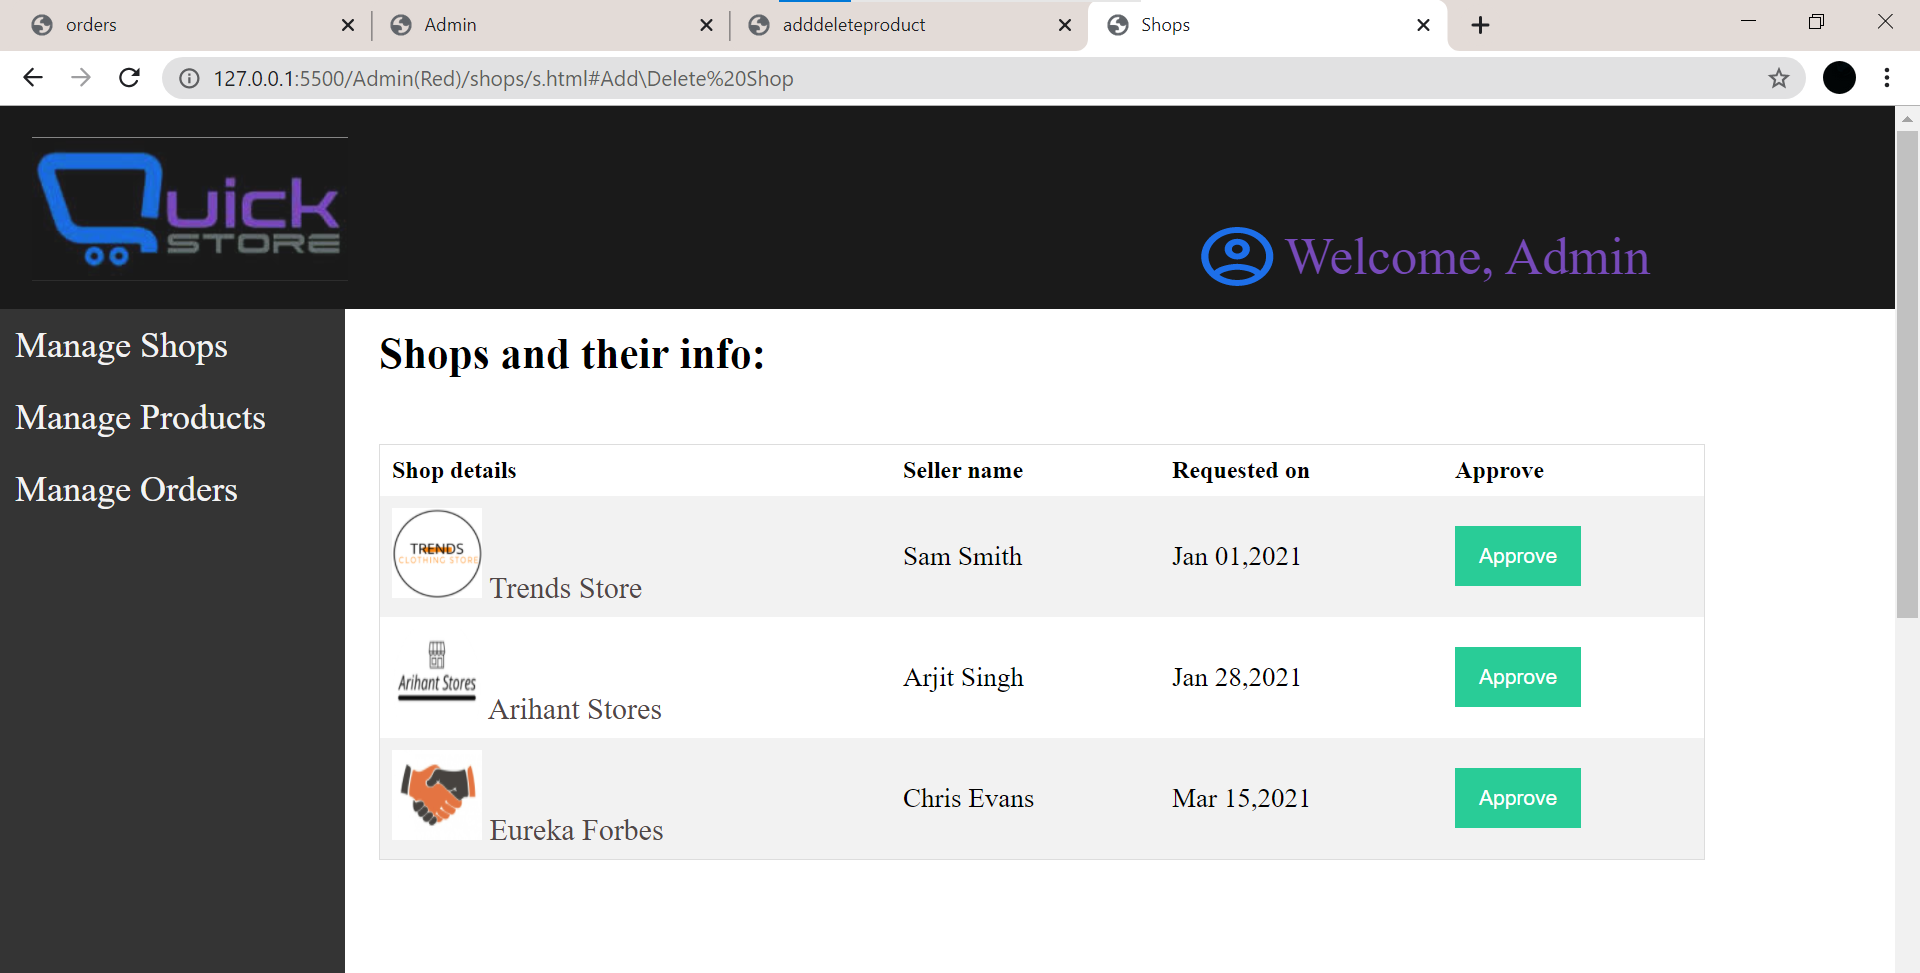 orders
Admin
adddeleteproduct
Shops
127.0.0.1:5500/Admin(Red)/shops/s.html#Add\Delete%20Shop
Quick
STORE
Welcome, Admin
Manage Shops
Manage Products
Manage Orders
Shops and their info:
Shop details Seller name Requested on Approve
TRENDS
CLOTHING STORE
Trends Store Sam Smith Jan 01,2021 Approve
Arihant Stores
Arihant Stores Arjit Singh Jan 28,2021 Approve
Eureka Forbes Chris Evans Mar 15,2021 Approve